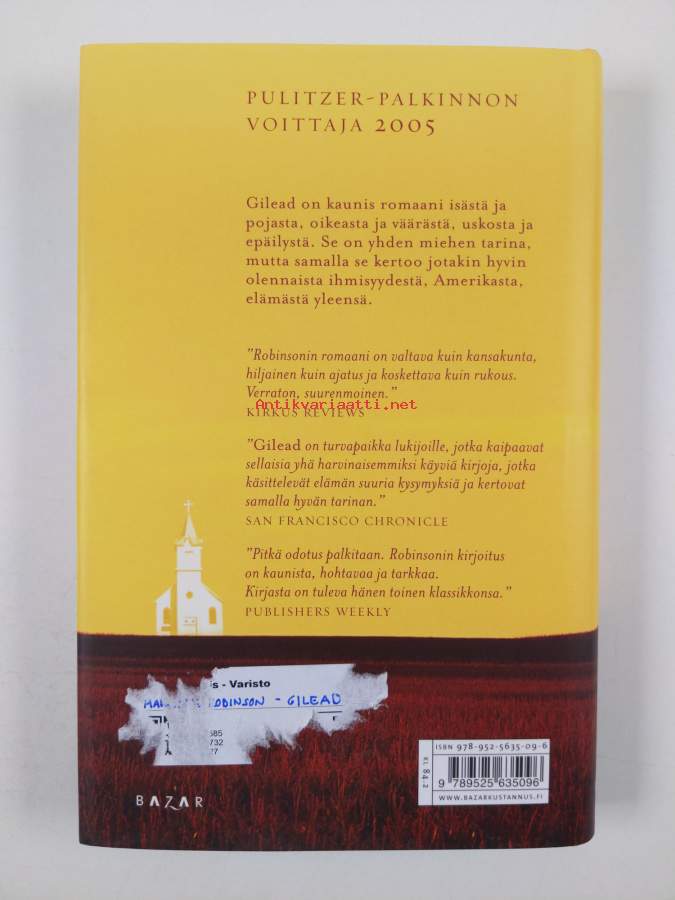 PULITZER-PALKINNON
VOITTAJA 2005
Gilead on kaunis romaani isästä ja
pojasta, oikeasta ja väärästä, uskosta ja
epäilystä. Se on yhden miehen tarina,
mutta samalla se kertoo jotakin hyvin
olennaista ihmisyydestä, Amerikasta,
elämästä yleensä.
"Robinsonin romaani on valtava kuin kansakunta,
hiljainen kuin ajatus ja koskettava kuin rukous.
Verraton, suurenmoinen."
Antikvariaatti.net
KIRKUS REVIEWS
"Gilead on turvapaikka lukijoille, jotka kaipaavat
sellaisia yhä harvinaisemmiksi käyviä kirjoja, jotka
käsittelevät elämän suuria kysymyksiä ja kertovat
samalla hyvän tarinan."
SAN FRANCISCO CHRONICLE
"Pitkä odotus palkitaan. Robinsonin kirjoitus
on kaunista, hohtavaa ja tarkkaa.
Kirjasta on tuleva hänen toinen klassikkonsa."
PUBLISHERS WEEKLY
- Varisto
- GILEAD
585
732
27
BAZAR
ISBN 978-952-5635-09-6
KL 84.2
9 789525 635096
WWW.BAZARKUSTANNUS.FI